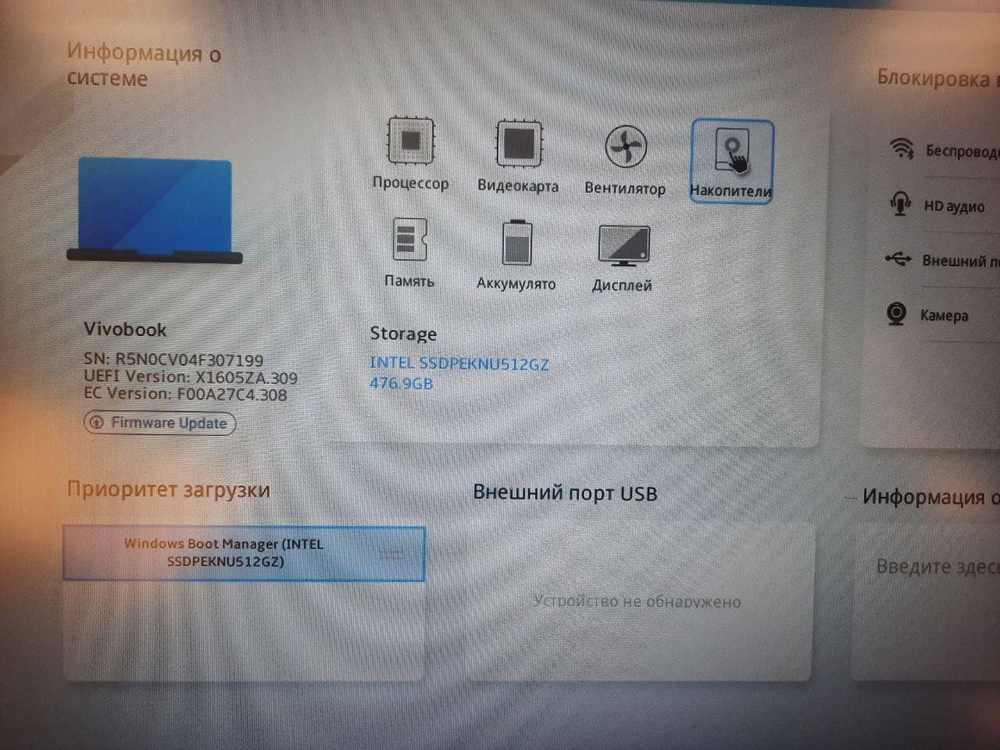 Информация о
системе
Процессор
Видеокарта
Вентилятор
Накопители
Память
Аккумулято
Дисплей
Vivobook
SN: R5N0CV04F307199
UEFI Version: X1605ZA.309
EC Version: F00A27C4.308
Firmware Update
Storage
INTEL SSDPEKNU512GZ
476.9GB
Блокировка
Беспровод
HD аудио
Внешний п
Камера
Приоритет загрузки
Windows Boot Manager (INTEL
SSDPEKNU512GZ)
Внешний порт USB
Устройство не обнаружено
Информация о
Введите здесь